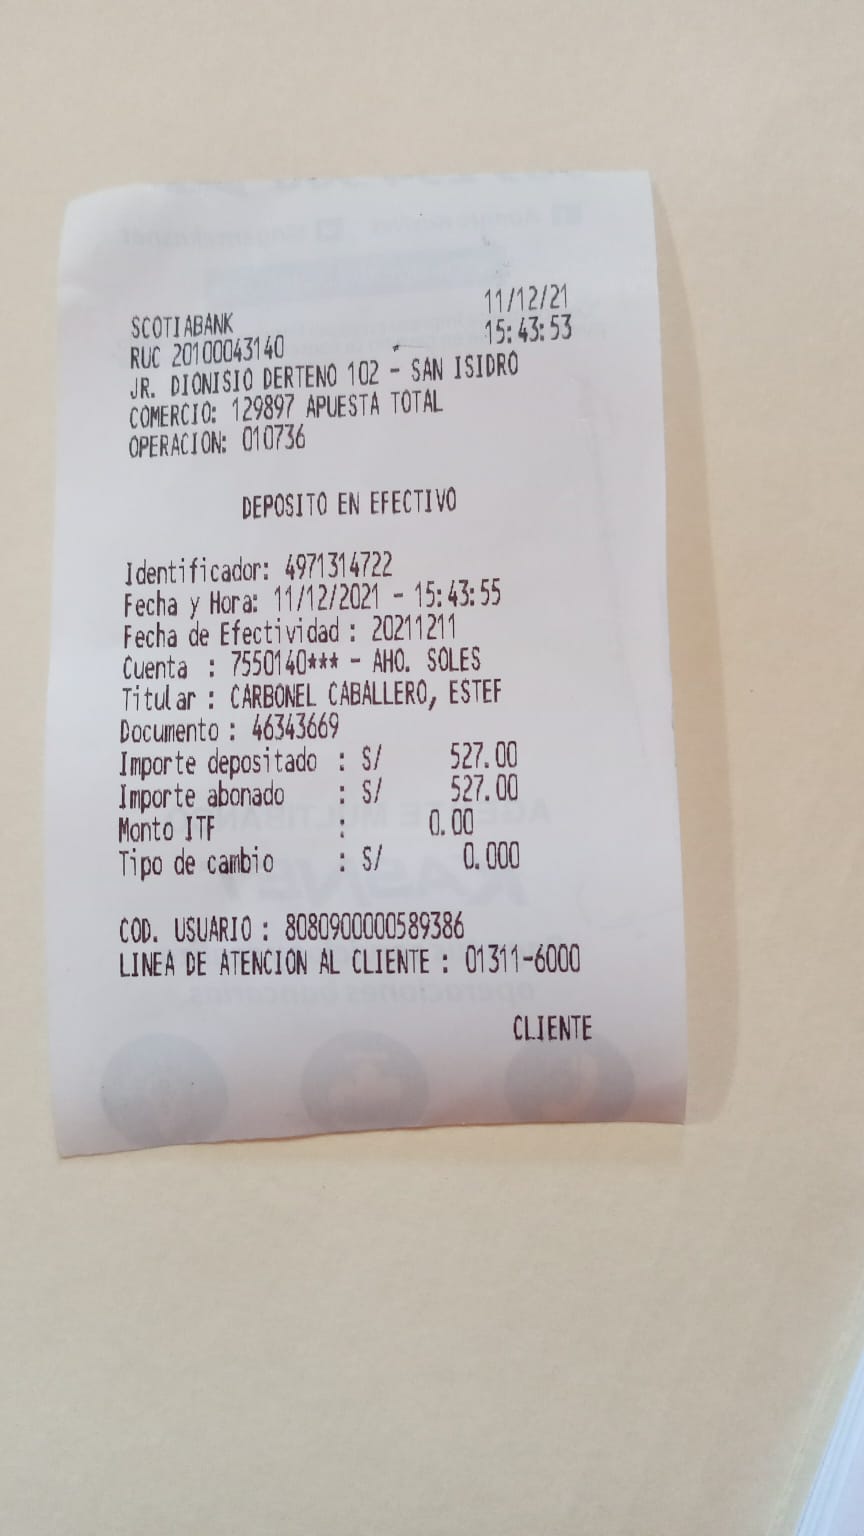 11/12/21
SCOTIABANK 15:43:53
RUC 20100043140
JR. DIONISIO DERTENO 102 - SAN ISIDRO
COMERCIO: 129897 APUESTA TOTAL
OPERACION: 010736
DEPOSITO EN EFECTIVO
Identificador: 4971314722
Fecha y Hora: 11/12/2021 - 15:43:55
Fecha de Efectividad : 20211211
Cuenta : 7550140*** - AHO. SOLES
Titular : CARBONEL CABALLERO, ESTEF
Documento : 46343669
Importe depositado : S/ 527.00
Importe abonado : S/ 527.00
Monto ITF : 0.00
Tipo de cambio : S/ 0.000
COD. USUARIO : 8080900000589386
LINEA DE ATENCION AL CLIENTE : 01311-6000
CLIENTE